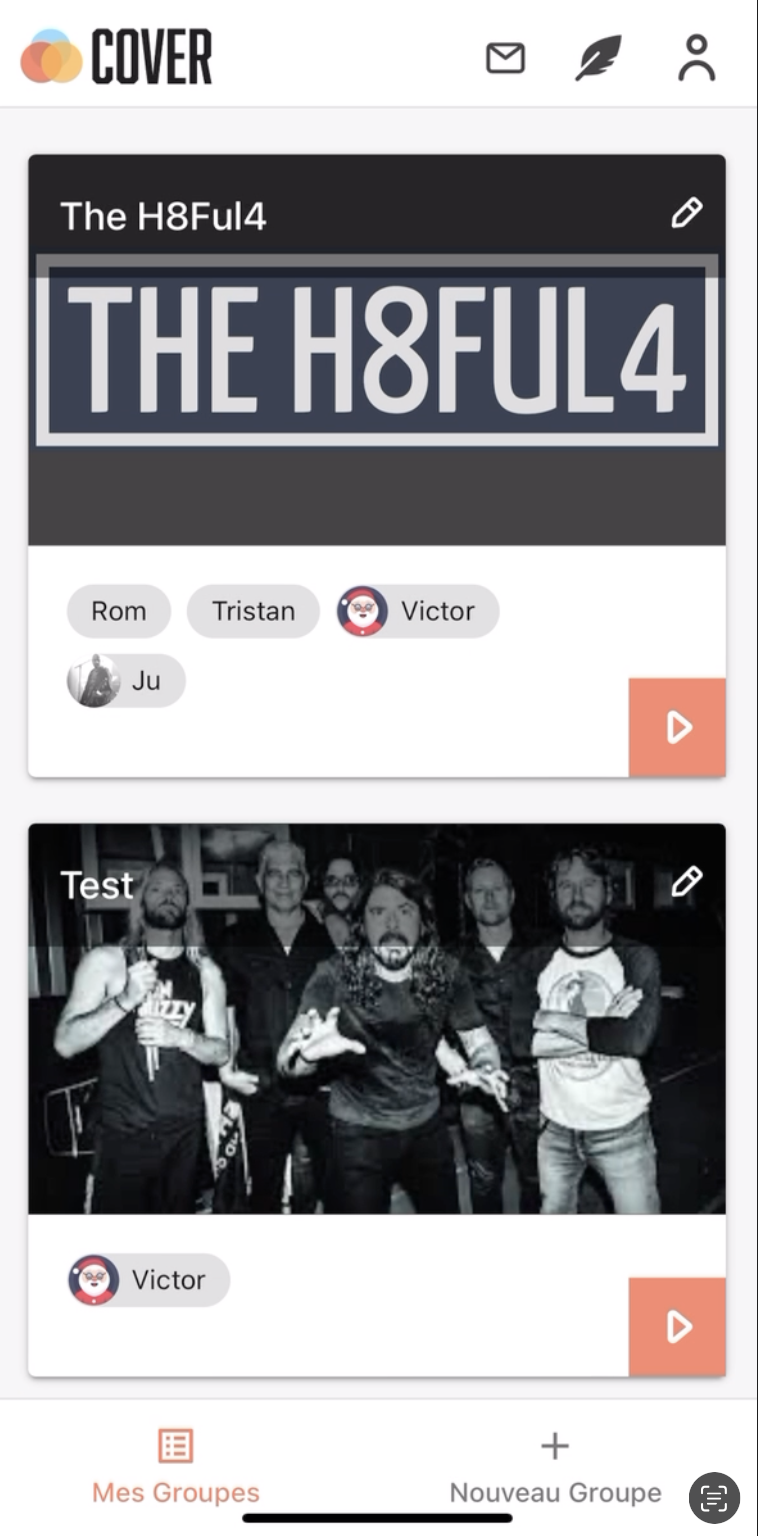 COVER
The H8Ful4
THE H8FUL4
Rom Tristan Victor
Ju
Test
Victor
Mes Groupes Nouveau Groupe